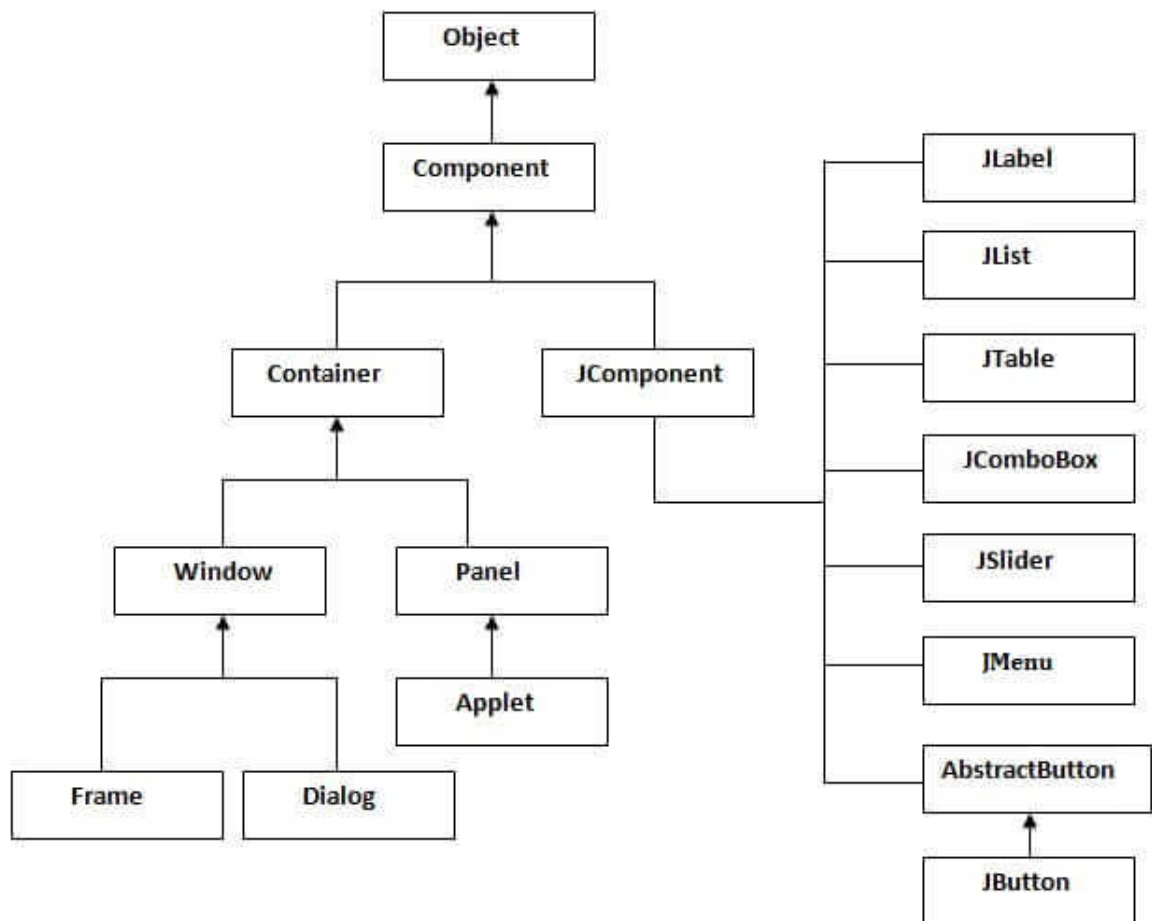 Object
Component
Container
JComponent
Window
Panel
Applet
Frame
Dialog
JLabel
JList
JTable
JComboBox
JSlider
JMenu
AbstractButton
JButton